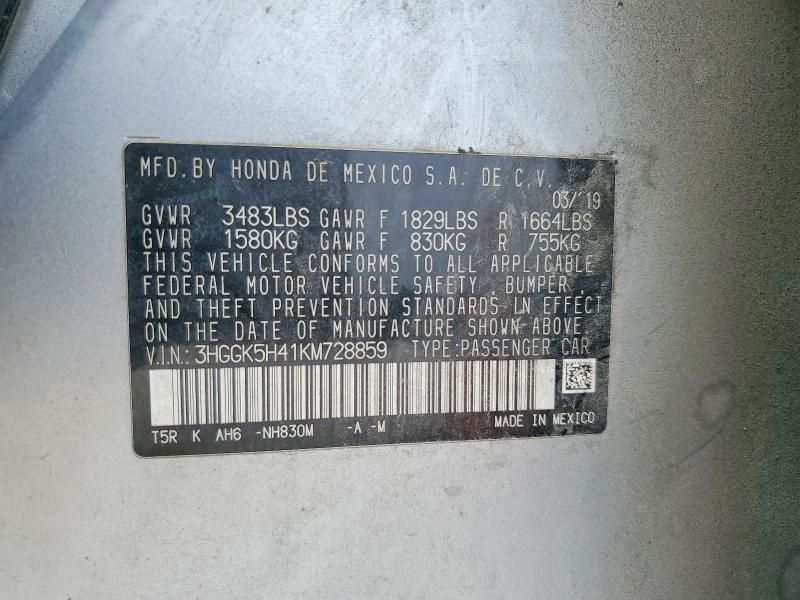 MFD. BY HONDA DE MEXICO S.A. DE C.V.
03/'19
GVWR 3483LBS GAWR F 1829LBS R 1664LBS
GVWR 1580KG GAWR F 830KG R 755KG
THIS VEHICLE CONFORMS TO ALL APPLICABLE
FEDERAL MOTOR VEHICLE SAFETY, BUMPER,
AND THEFT PREVENTION STANDARDS IN EFFECT
ON THE DATE OF MANUFACTURE SHOWN ABOVE.
V.I.N.: 3HGGK5H41KM728859 TYPE:PASSENGER CAR
T5R K AH6 -NH830M -A -M MADE IN MEXICO